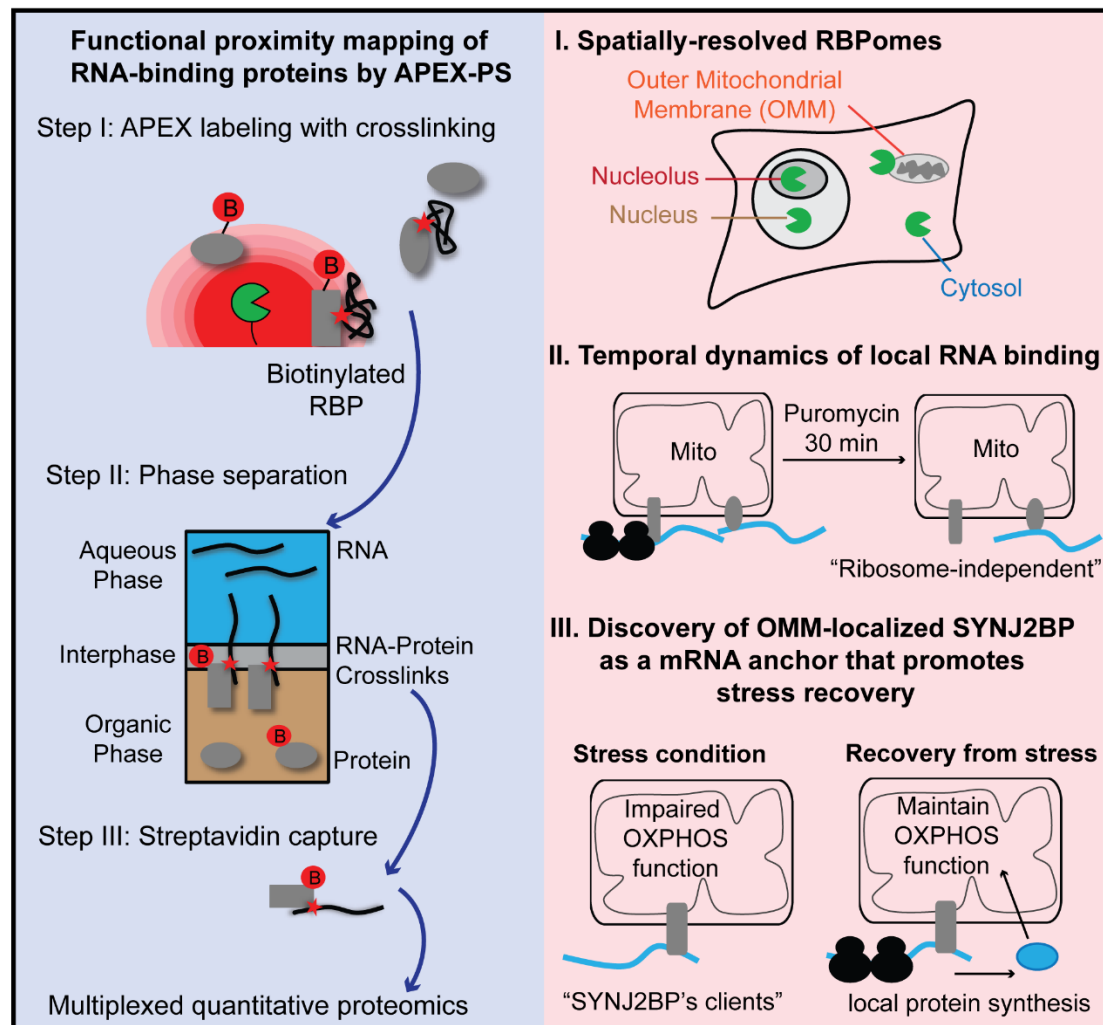 Functional proximity mapping of
RNA-binding proteins by APEX-PS
Step I: APEX labeling with crosslinking
B
B
Biotinylated
RBP
Step II: Phase separation
Aqueous
Phase
RNA
Interphase
B
RNA-Protein
Crosslinks
Organic
Phase
B
Protein
Step III: Streptavidin capture
B
Multiplexed quantitative proteomics
I. Spatially-resolved RBPomes
Outer Mitochondrial
Membrane (OMM)
Nucleolus
Nucleus
Cytosol
II. Temporal dynamics of local RNA binding
Mito
Puromycin
30 min
Mito
“Ribosome-independent”
III. Discovery of OMM-localized SYNJ2BP
as a mRNA anchor that promotes
stress recovery
Stress condition
Impaired
OXPHOS
function
“SYNJ2BP’s clients”
Recovery from stress
Maintain
OXPHOS
function
local protein synthesis